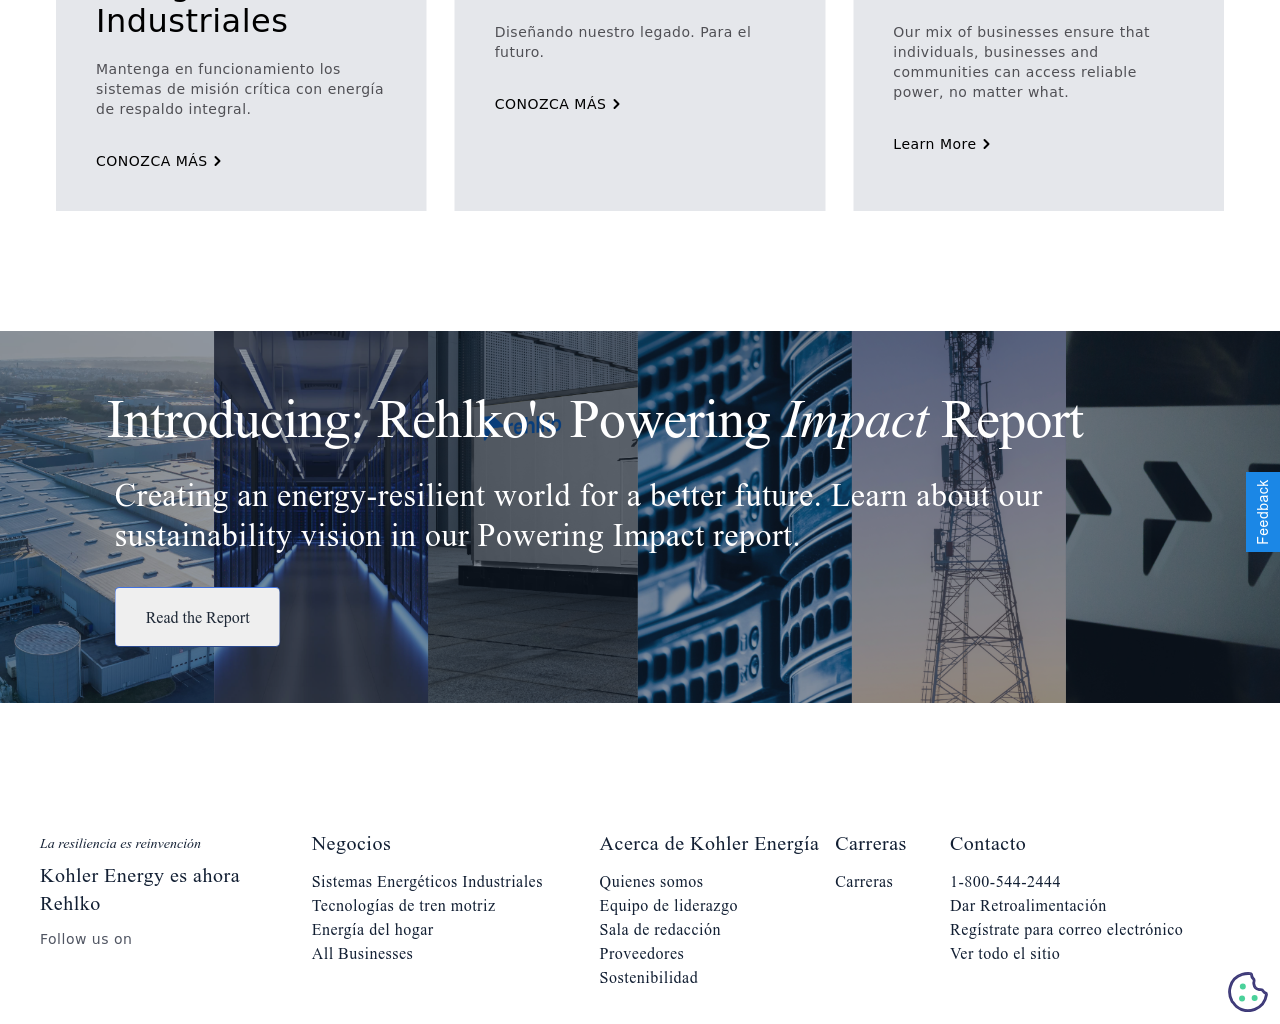 Industriales
Mantenga en funcionamiento los
sistemas de misión crítica con energía
de respaldo integral.
CONOZCA MÁS
Diseñando nuestro legado. Para el
futuro.
CONOZCA MÁS
Our mix of businesses ensure that
individuals, businesses and
communities can access reliable
power, no matter what.
Learn More
Introducing: Rehlko's Powering Impact Report
Creating an energy-resilient world for a better future. Learn about our
sustainability vision in our Powering Impact report.
Read the Report
Feedback
La resiliencia es reinvención
Kohler Energy es ahora
Rehlko
Follow us on
Negocios
Sistemas Energéticos Industriales
Tecnologías de tren motriz
Energía del hogar
All Businesses
Acerca de Kohler Energía
Quienes somos
Equipo de liderazgo
Sala de redacción
Proveedores
Sostenibilidad
Carreras
Carreras
Contacto
1-800-544-2444
Dar Retroalimentación
Regístrate para correo electrónico
Ver todo el sitio